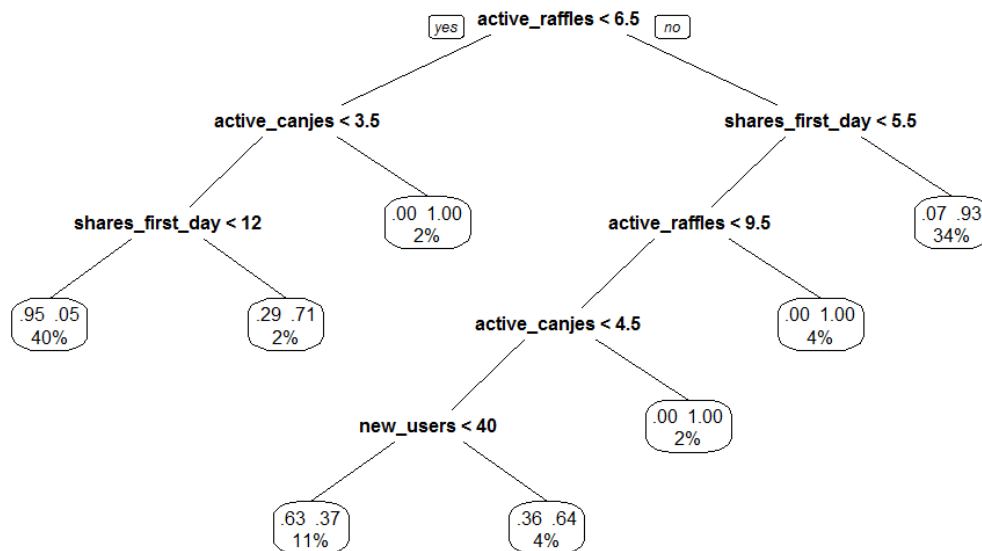 active_raffles < 6.5
yes no
active_canjes < 3.5 shares_first_day < 5.5
shares_first_day < 12 .00 1.00 active_raffles < 9.5 .07 .93
2% 34%
.95 .05 .29 .71 active_canjes < 4.5 .00 1.00
40% 2% 4%
new_users < 40 .00 1.00
2%
.63 .37 .36 .64
11% 4%